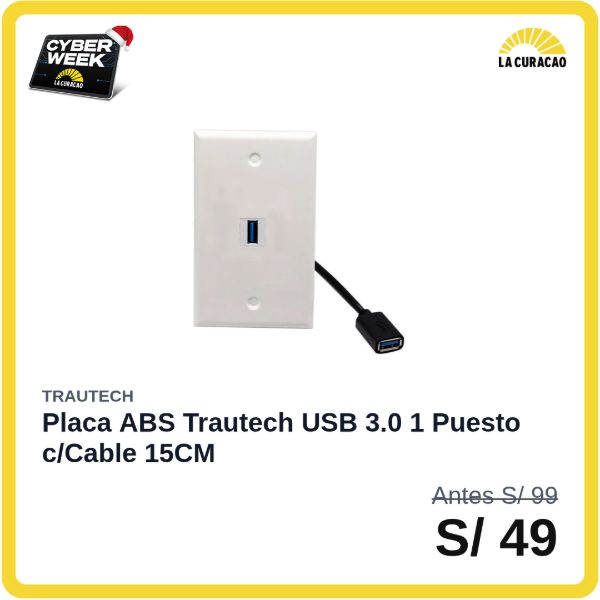 CYBER
WEEK
LA CURACAO
LA CURACAO
TRAUTECH
Placa ABS Trautech USB 3.0 1 Puesto
c/Cable 15CM
Antes S/ 99
S/ 49